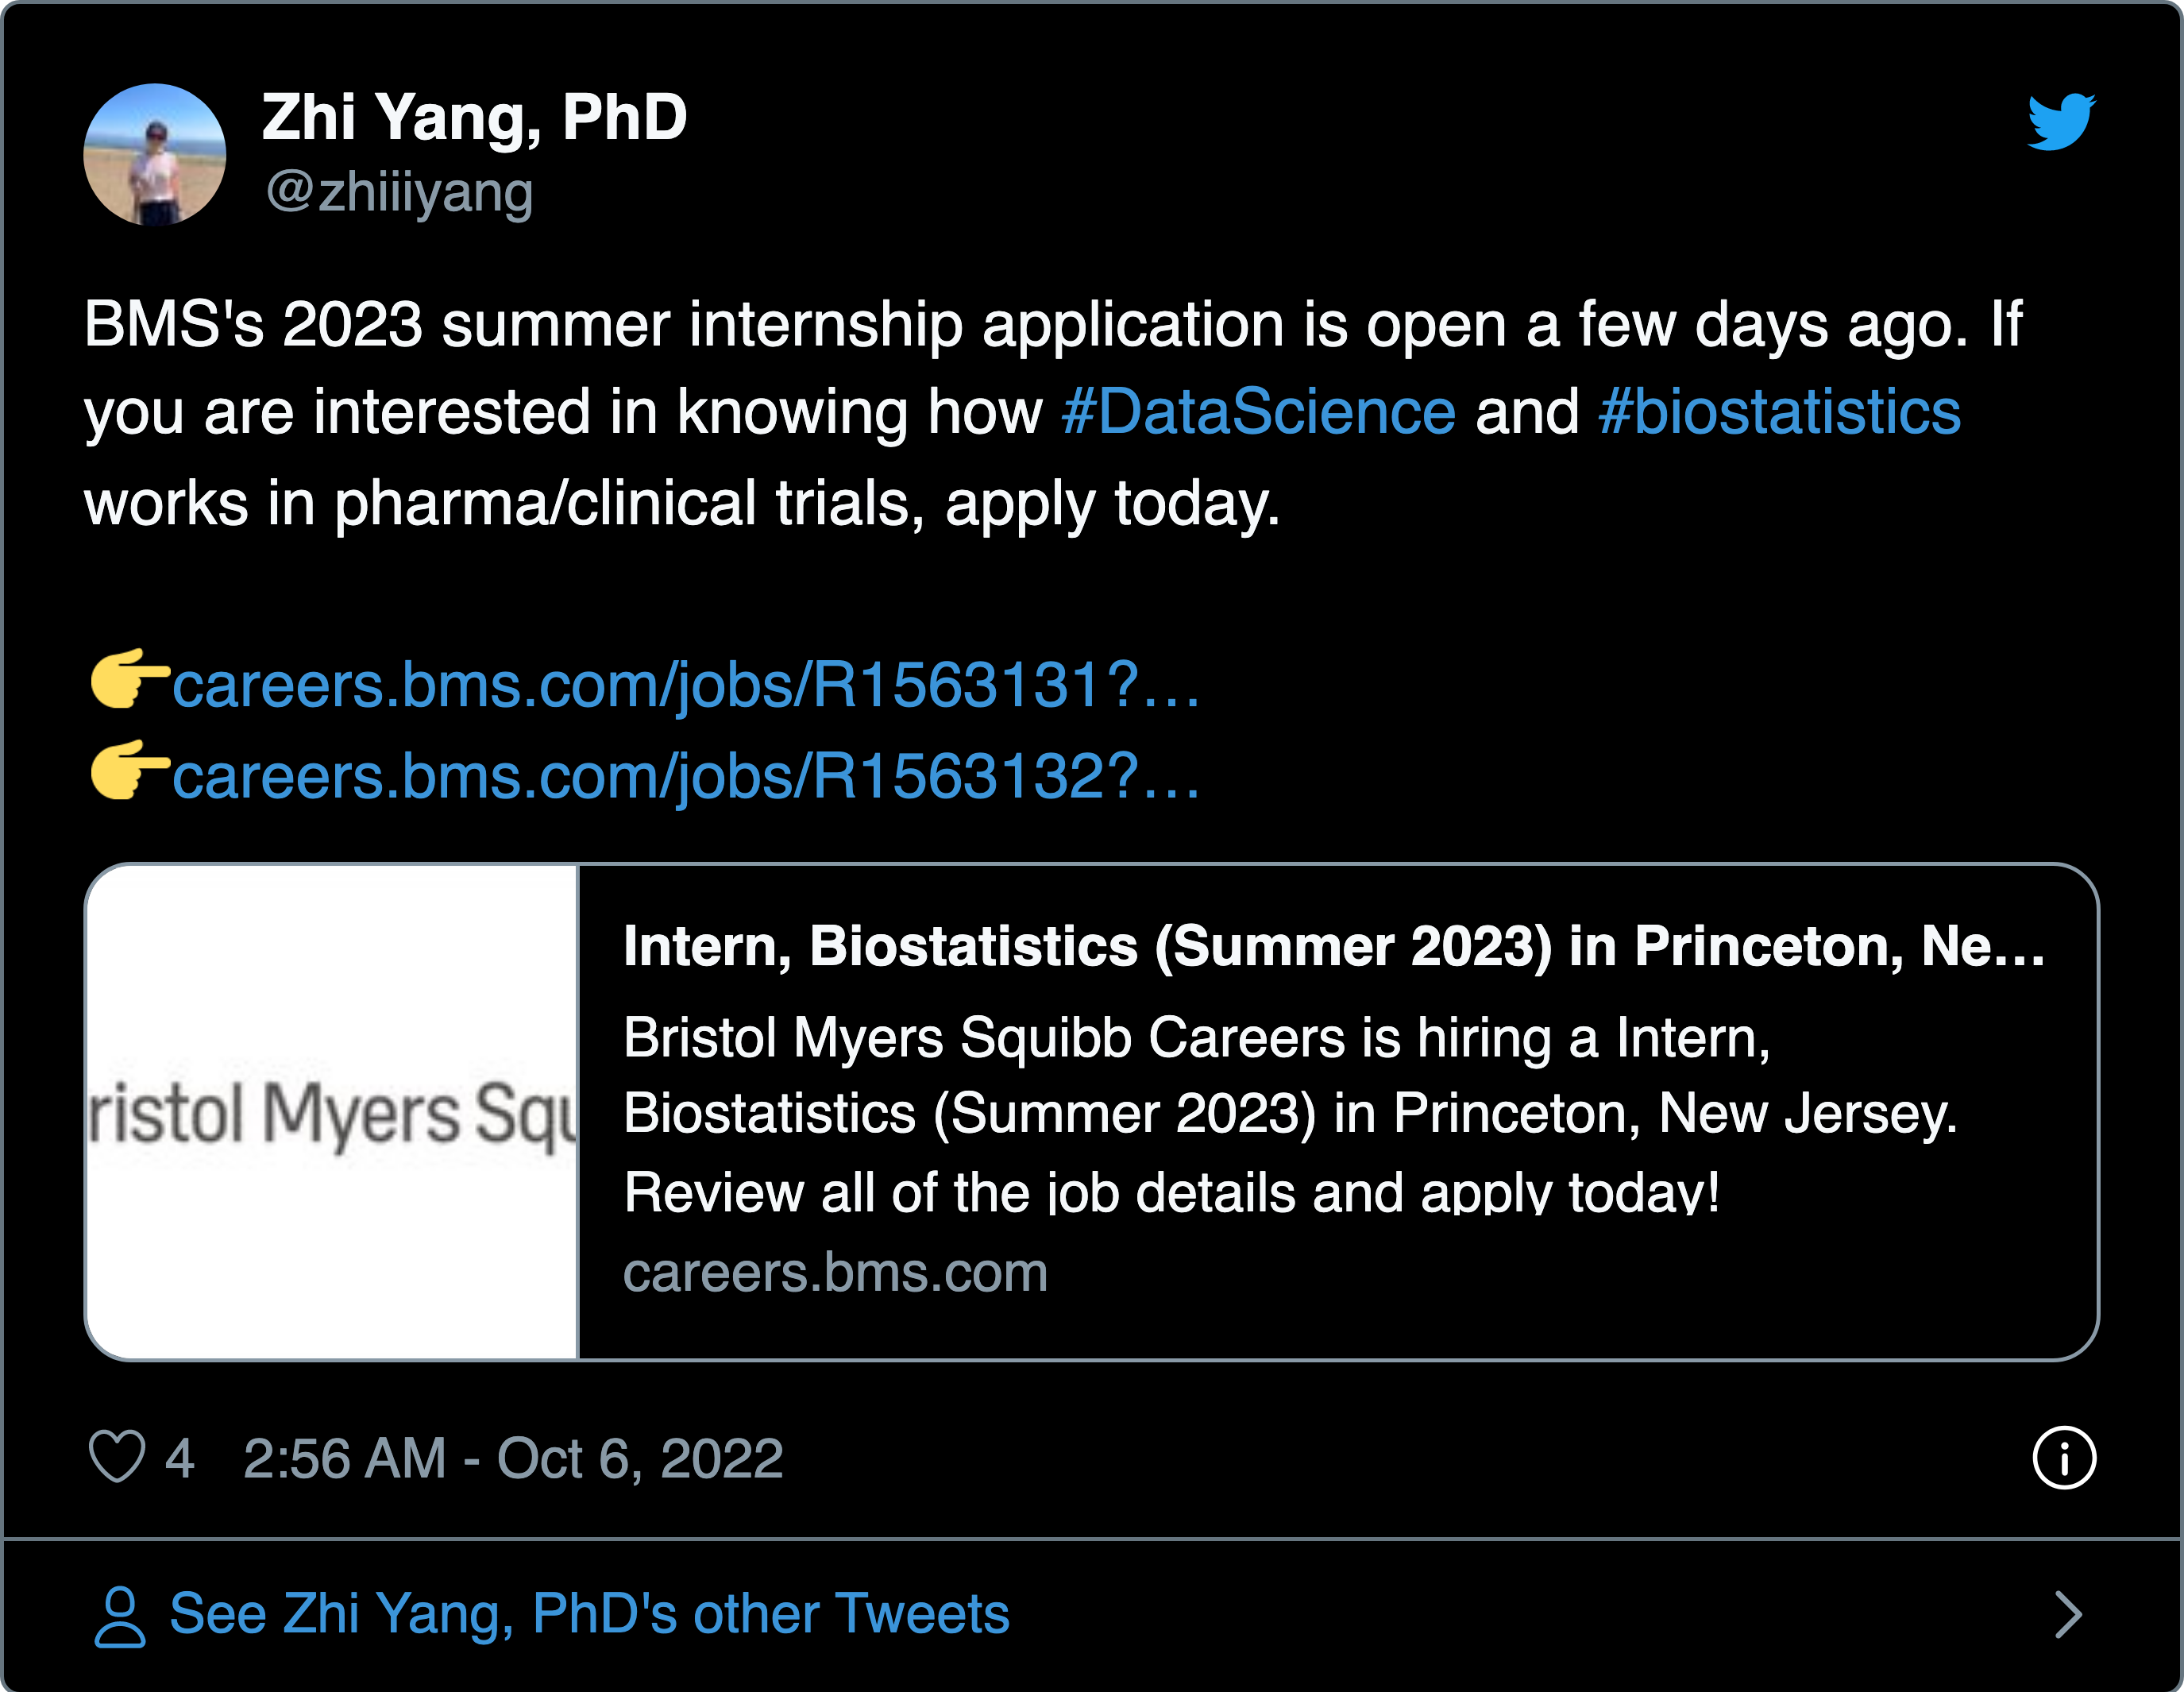 Zhi Yang, PhD
@zhiiiyang
BMS's 2023 summer internship application is open a few days ago. If
you are interested in knowing how #DataScience and #biostatistics
works in pharma/clinical trials, apply today.
👉careers.bms.com/jobs/R1563131?…
👉careers.bms.com/jobs/R1563132?…
ristol Myers Squ
Intern, Biostatistics (Summer 2023) in Princeton, Ne…
Bristol Myers Squibb Careers is hiring a Intern,
Biostatistics (Summer 2023) in Princeton, New Jersey.
Review all of the job details and apply today!
careers.bms.com
4 2:56 AM - Oct 6, 2022
See Zhi Yang, PhD's other Tweets